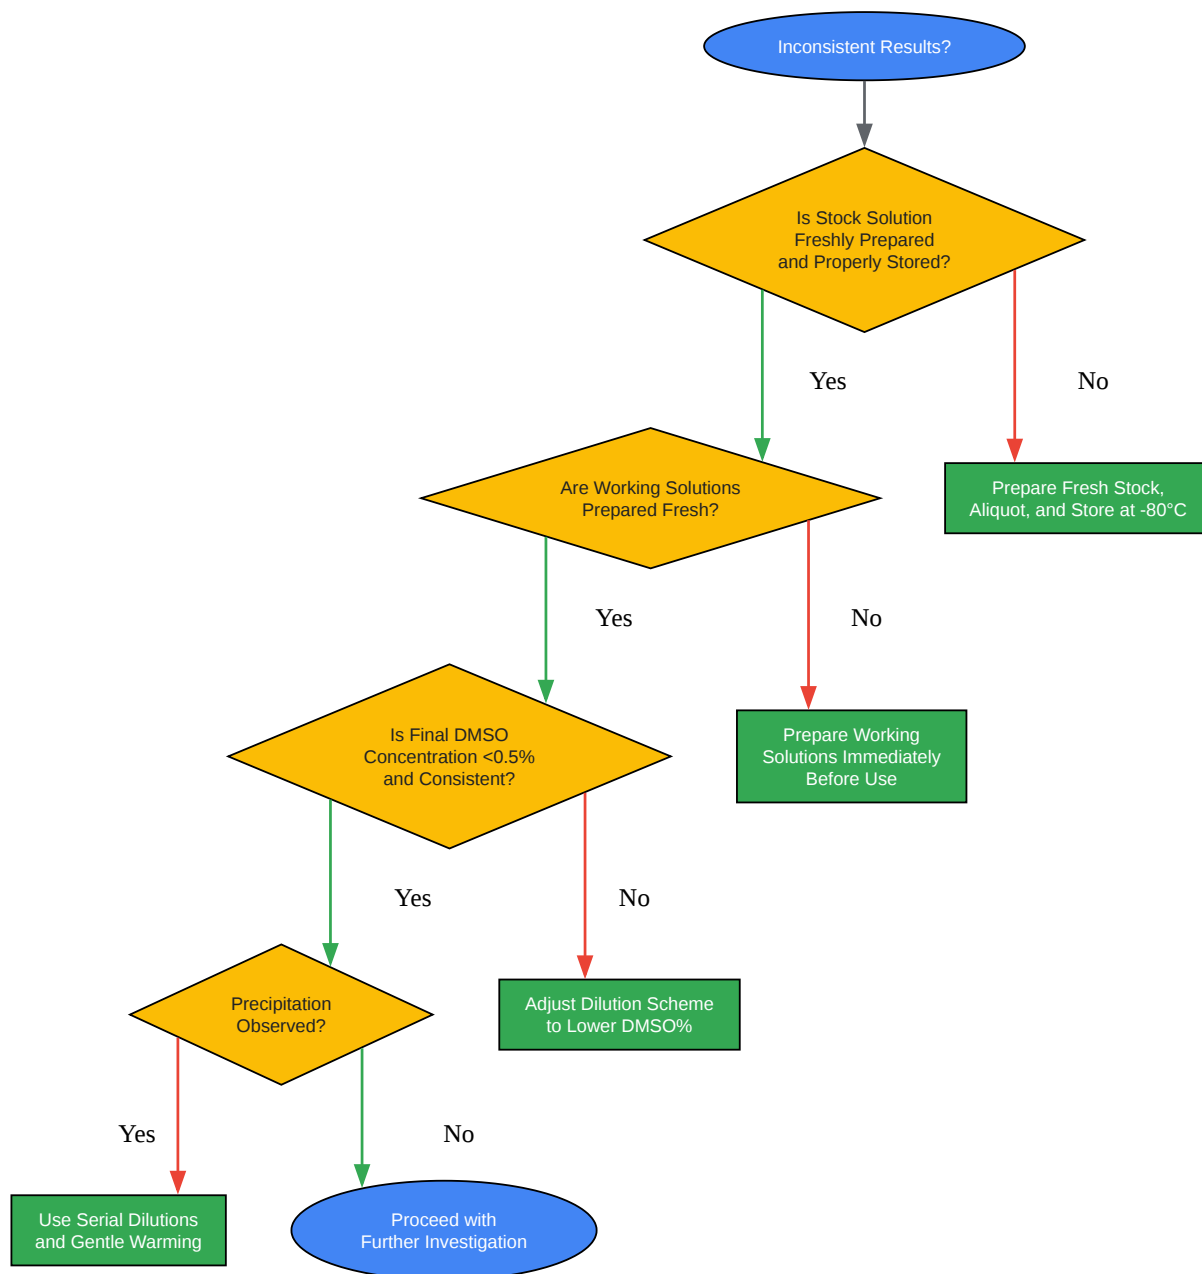 Inconsistent Results?
Is Stock Solution
Freshly Prepared
and Properly Stored?
Yes
No
Are Working Solutions
Prepared Fresh?
Prepare Fresh Stock,
Aliquot, and Store at -80°C
Yes
No
Is Final DMSO
Concentration <0.5%
and Consistent?
Prepare Working
Solutions Immediately
Before Use
Yes
No
Precipitation
Observed?
Adjust Dilution Scheme
to Lower DMSO%
Yes
No
Use Serial Dilutions
and Gentle Warming
Proceed with
Further Investigation